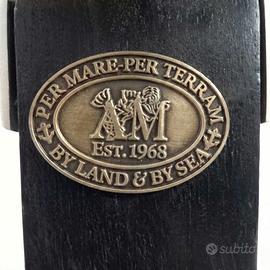 PER MARE-PER TERRAM
AM
EST. 1968
BY LAND & BY SEA
subito